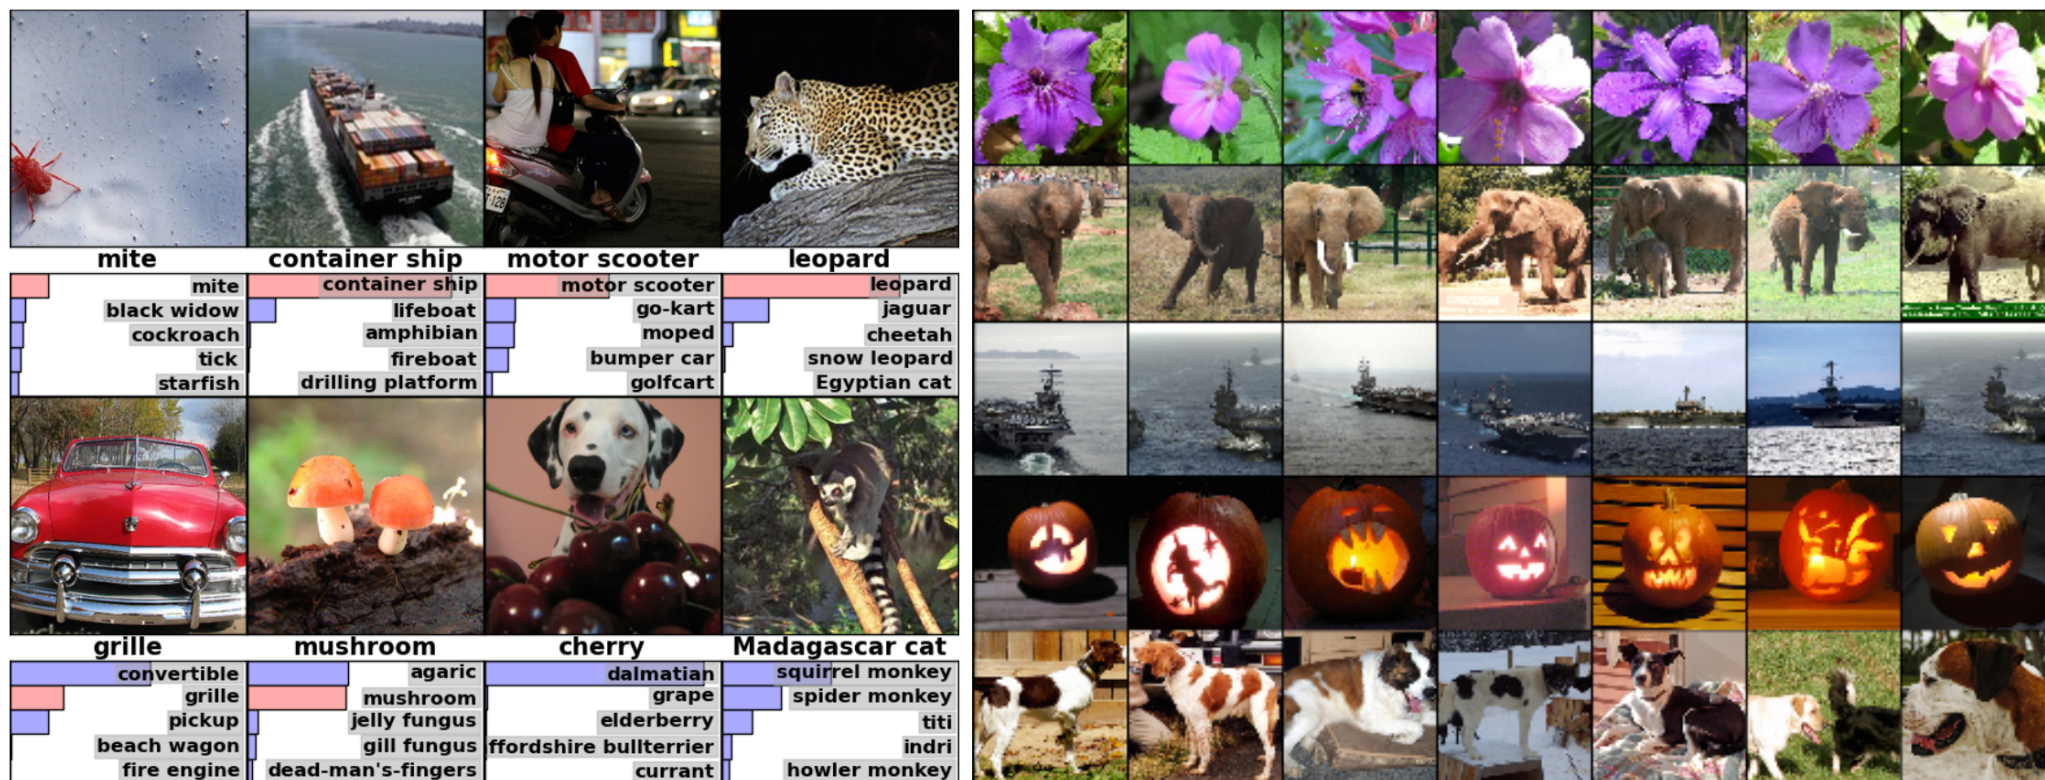 mite
container ship
motor scooter
leopard
mite
black widow
cockroach
tick
starfish
container ship
lifeboat
amphibian
fireboat
drilling platform
motor scooter
go-kart
moped
bumper car
golfcart
leopard
jaguar
cheetah
snow leopard
Egyptian cat
grille
mushroom
cherry
Madagascar cat
convertible
grille
pickup
beach wagon
fire engine
agaric
mushroom
jelly fungus
gill fungus
dead-man's-fingers
dalmatian
grape
elderberry
ffordshire bullterrier
currant
squirrel monkey
spider monkey
titi
indri
howler monkey